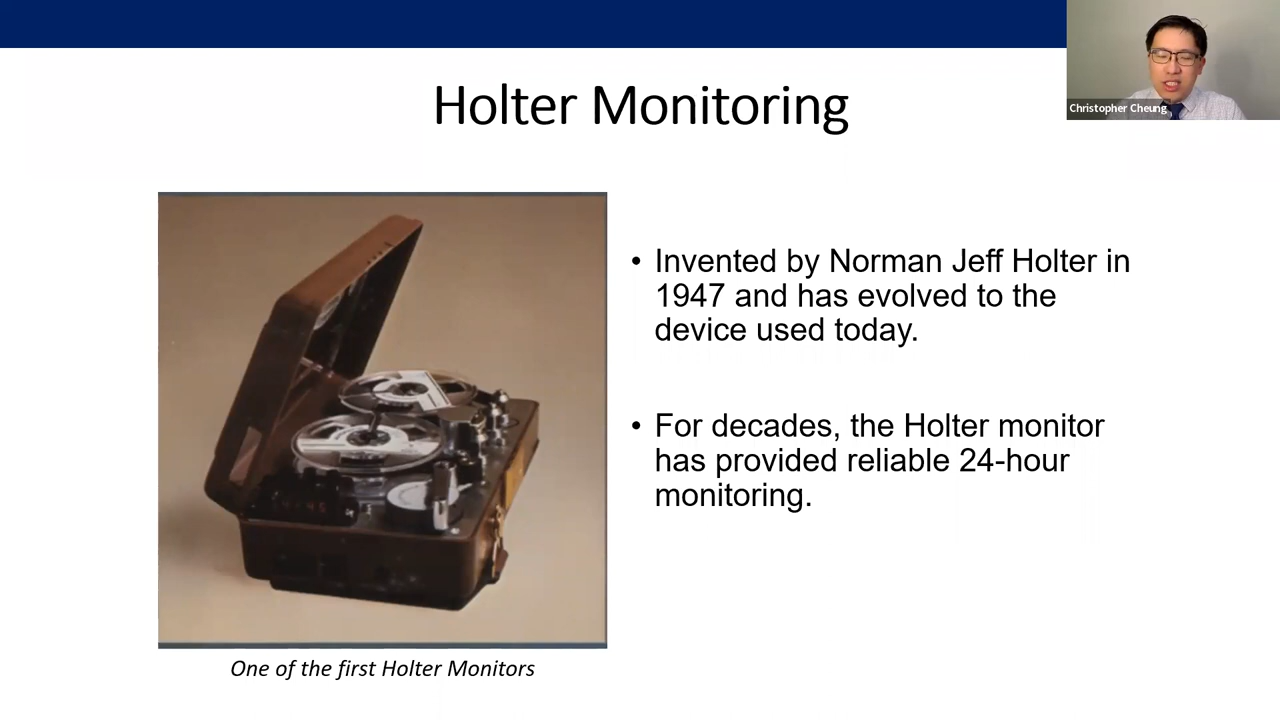 Christopher Cheung
Holter Monitoring
• Invented by Norman Jeff Holter in
1947 and has evolved to the
device used today.
• For decades, the Holter monitor
has provided reliable 24-hour
monitoring.
One of the first Holter Monitors